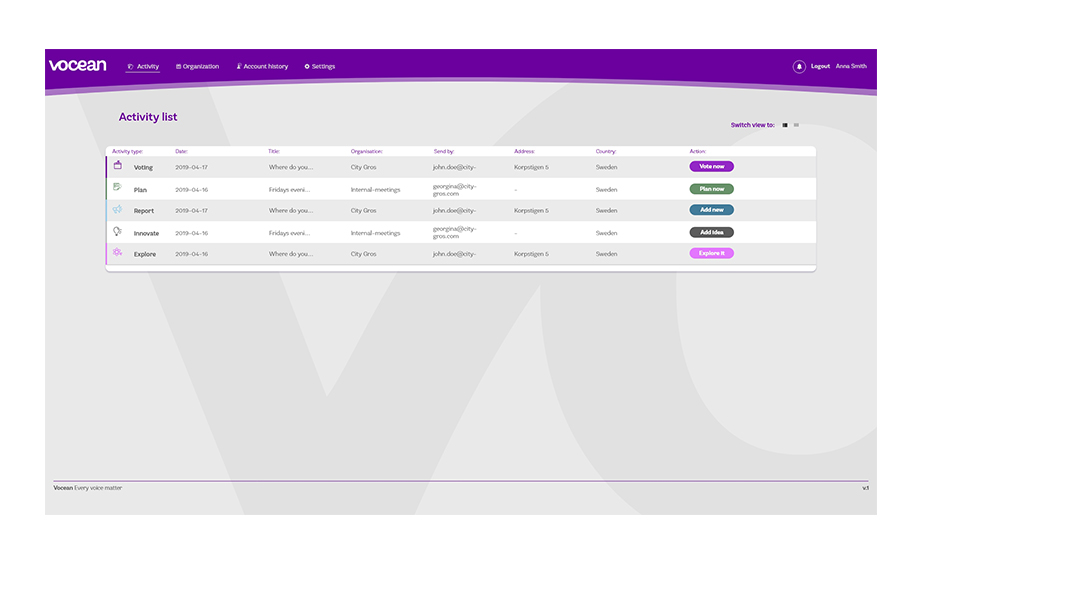 vocean Activity Organization Account history Settings Logout Anna Smith
Activity list
Switch view to:
Activity type: Date: Title: Organisation: Send by: Address: Country: Action:
Voting 2019-04-17 Where do you... City Gros john.doe@city- Korpstigen 5 Sweden Vote now
Plan 2019-04-16 Fridays eveni... Internal-meetings georgina@city-gros.com - Sweden Plan now
Report 2019-04-17 Where do you... City Gros john.doe@city- Korpstigen 5 Sweden Add new
Innovate 2019-04-16 Fridays eveni... Internal-meetings georgina@city-gros.com - Sweden Add idea
Explore 2019-04-16 Where do you... City Gros john.doe@city- Korpstigen 5 Sweden Explore it
Vocean Every voice matter v.1